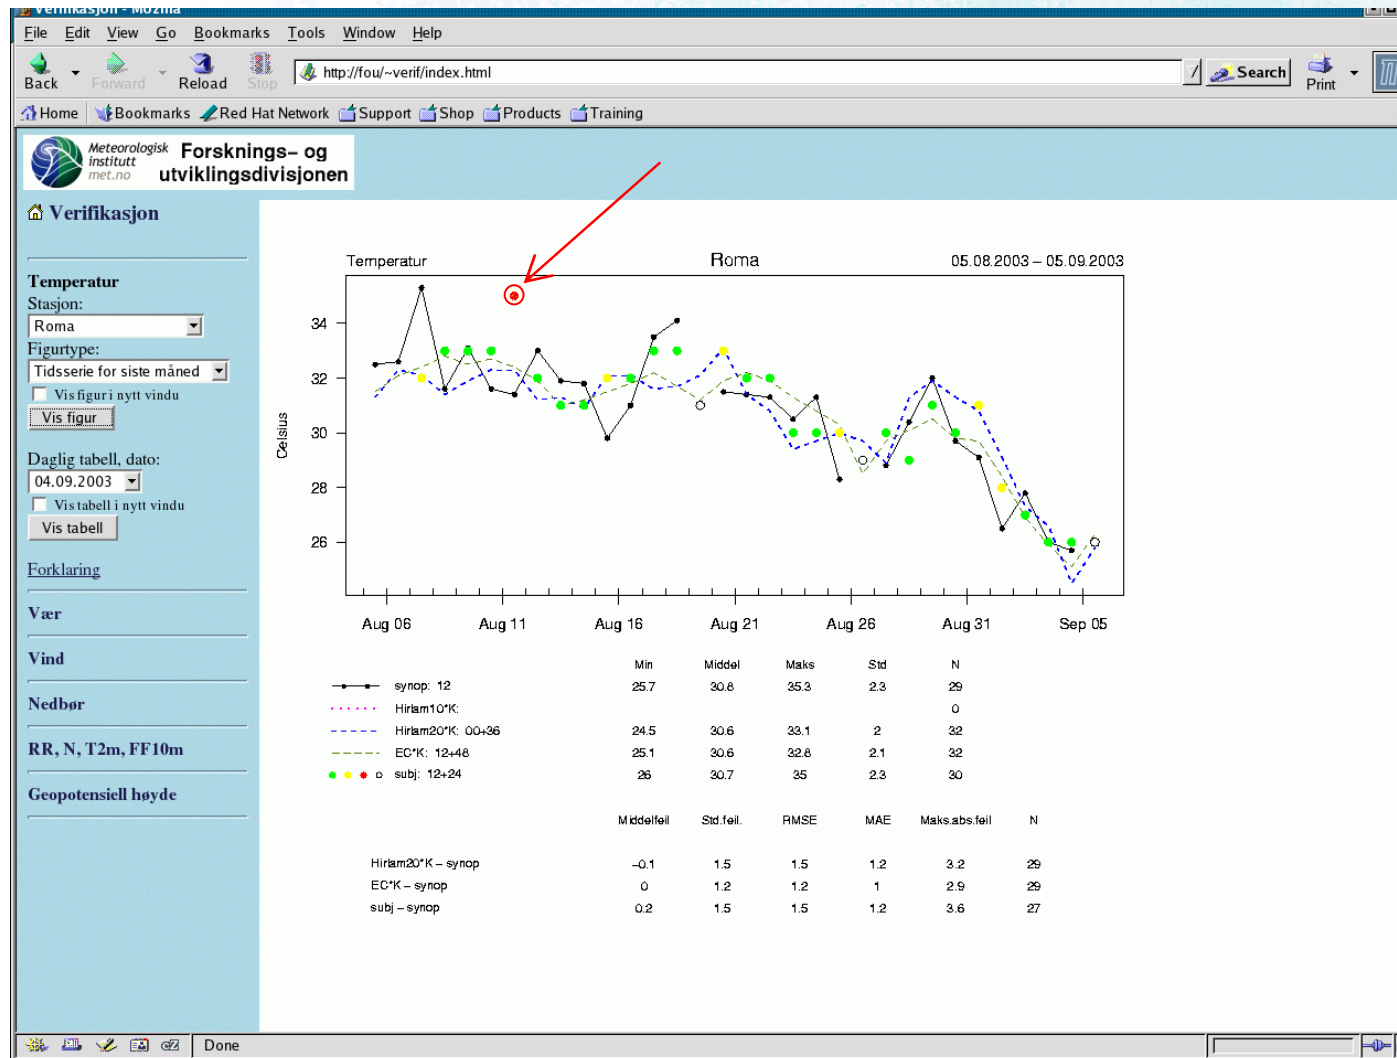 Verifikasjon - Mozilla
File Edit View Go Bookmarks Tools Window Help
Back Forward Reload Stop http://fou/~verif/index.html Search Print
Home Bookmarks Red Hat Network Support Shop Products Training
Meteorologisk institutt met.no
Forsknings– og utviklingsdivisjonen
Verifikasjon
Temperatur
Stasjon:
Roma
Figurtype:
Tidsserie for siste måned
Vis figur i nytt vindu
Vis figur
Daglig tabell, dato:
04.09.2003
Vis tabell i nytt vindu
Vis tabell
Forklaring
Vær
Vind
Nedbør
RR, N, T2m, FF10m
Geopotensiell høyde
Temperatur Roma 05.08.2003 – 05.09.2003
Celsius
34
32
30
28
26
Aug 06 Aug 11 Aug 16 Aug 21 Aug 26 Aug 31 Sep 05
Min Middel Maks Std N
synop: 12 25.7 30.8 35.3 2.3 29
Hirlam10*K: 0
Hirlam20*K: 00+36 24.5 30.6 33.1 2 32
EC*K: 12+48 25.1 30.6 32.8 2.1 32
subj: 12+24 26 30.7 35 2.3 30
Middelfeil Std.feil. RMSE MAE Maks.abs.feil N
Hirlam20*K – synop –0.1 1.5 1.5 1.2 3.2 29
EC*K – synop 0 1.2 1.2 1 2.9 29
subj – synop 0.2 1.5 1.5 1.2 3.6 27
Done